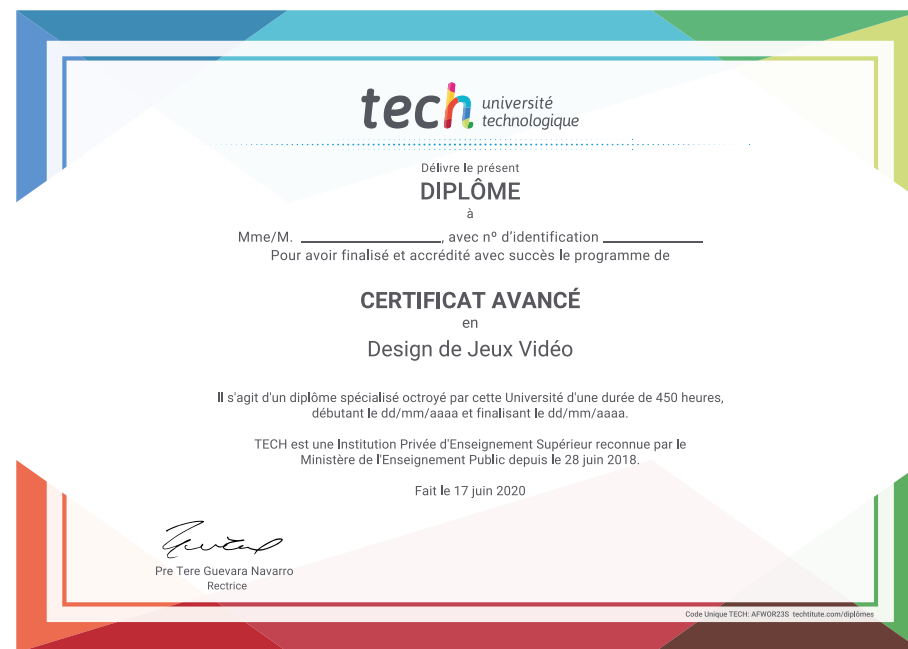 tech université
technologique
Délivre le présent
DIPLÔME
à
Mme/M. ____________________, avec nº d'identification ______________
Pour avoir finalisé et accrédité avec succès le programme de
CERTIFICAT AVANCÉ
en
Design de Jeux Vidéo
Il s'agit d'un diplôme spécialisé octroyé par cette Université d'une durée de 450 heures,
débutant le dd/mm/aaaa et finalisant le dd/mm/aaaa.
TECH est une Institution Privée d'Enseignement Supérieur reconnue par le
Ministère de l'Enseignement Public depuis le 28 juin 2018.
Fait le 17 juin 2020
Pre Tere Guevara Navarro
Rectrice
Code Unique TECH: AFWOR23S techtitute.com/diplômes